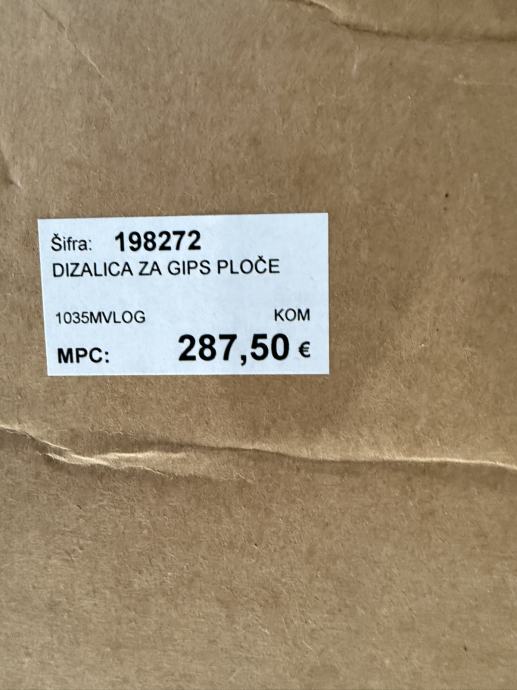 Šifra: 198272
DIZALICA ZA GIPS PLOČE
1035MVLOG KOM
MPC: 287,50 €